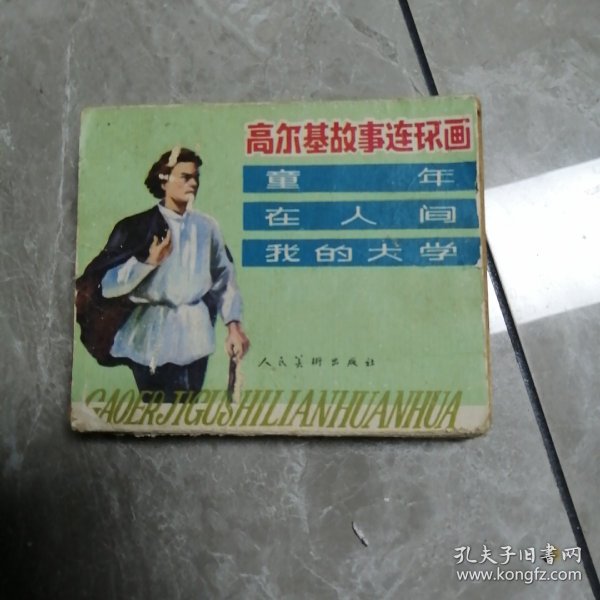 高尔基故事连环画
童年
在人间
我的大学
人民美術出版社
GAOERJIGUSHILIANHUANHUA
孔夫子旧书网
www.kongfz.com